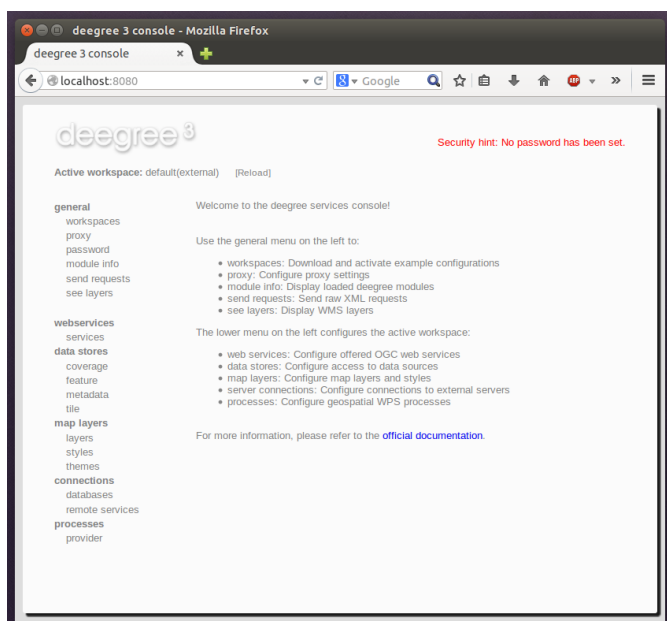 deegree 3 console - Mozilla Firefox
deegree 3 console
localhost:8080
Google
ABP
deegree 3
Security hint: No password has been set.
Active workspace: default(external) [Reload]
general
workspaces
proxy
password
module info
send requests
see layers
webservices
services
data stores
coverage
feature
metadata
tile
map layers
layers
styles
themes
connections
databases
remote services
processes
provider
Welcome to the deegree services console!
Use the general menu on the left to:
• workspaces: Download and activate example configurations
• proxy: Configure proxy settings
• module info: Display loaded deegree modules
• send requests: Send raw XML requests
• see layers: Display WMS layers
The lower menu on the left configures the active workspace:
• web services: Configure offered OGC web services
• data stores: Configure access to data sources
• map layers: Configure map layers and styles
• server connections: Configure connections to external servers
• processes: Configure geospatial WPS processes
For more information, please refer to the official documentation.